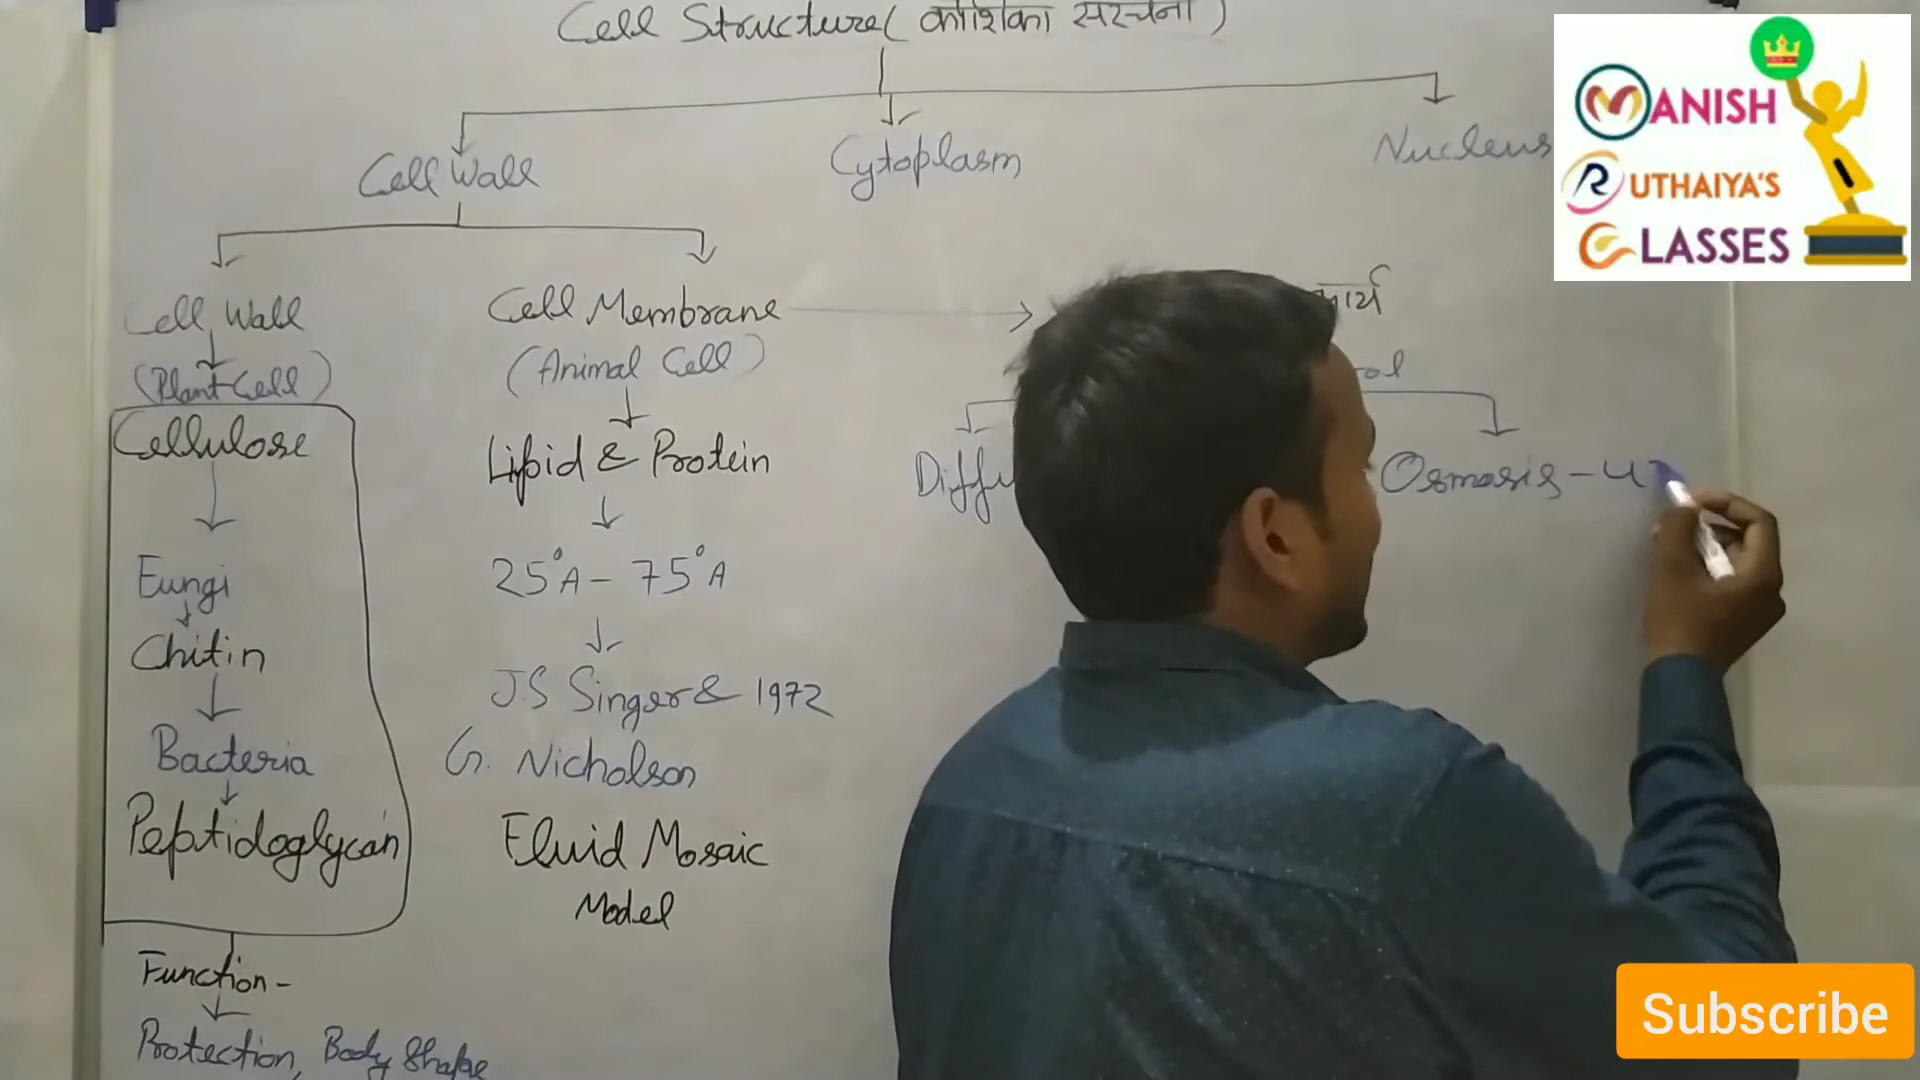 Cell Structure (कोशिका संरचना)
Cell Wall
Cytoplasm
Nucleus
Cell Wall
(Plant Cell)
Cellulose
Fungi
Chitin
Bacteria
Peptidoglycan
Function -
Protection, Body Shape
Cell Membrane
(Animal Cell)
Lipid & Protein
25°A - 75°A
J.S Singer & 1972
G. Nicholson
Fluid Mosaic
Model
Osmosis -
MANISH
RUTHAIYA'S
CLASSES
Subscribe